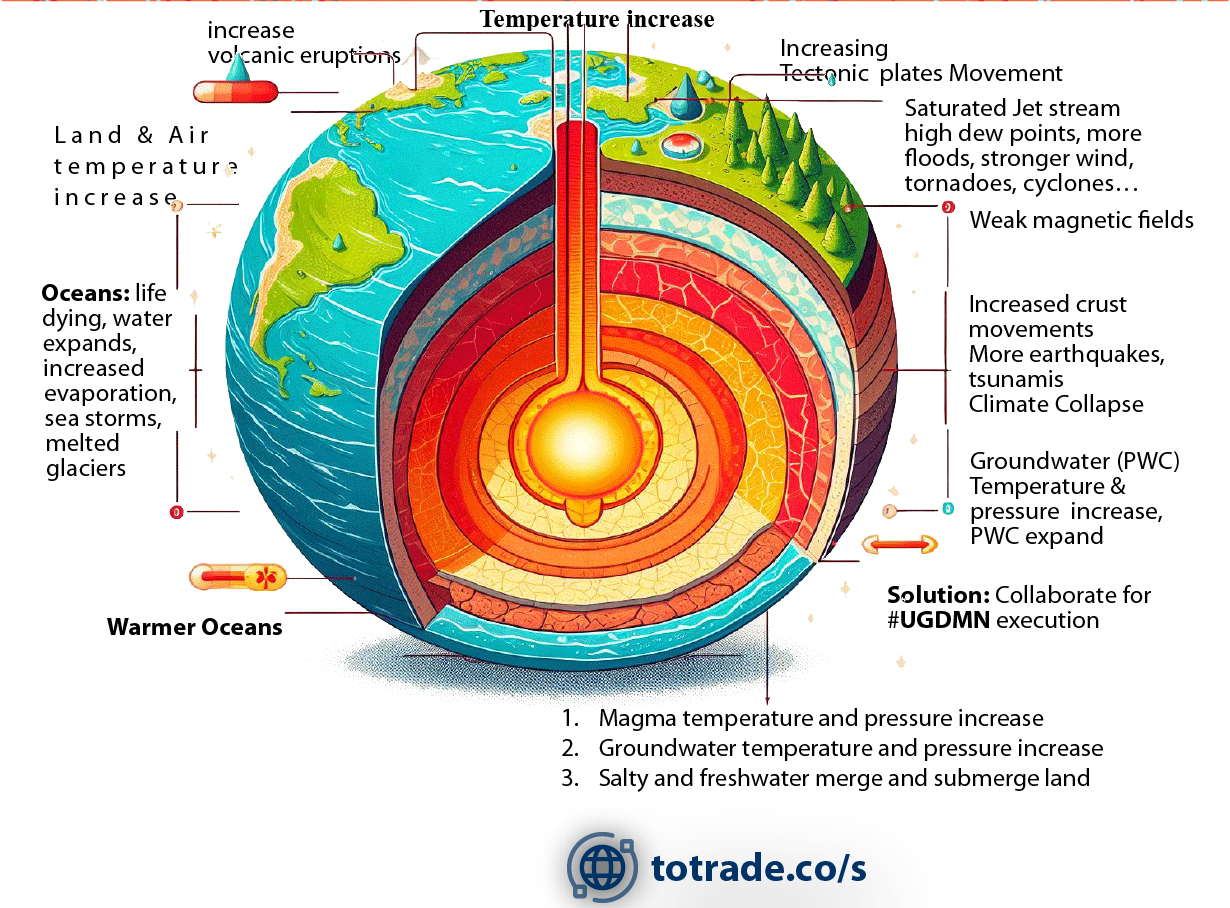 Temperature increase
increase
volcanic eruptions
Increasing
Tectonic plates Movement
Saturated Jet stream
high dew points, more
floods, stronger wind,
tornadoes, cyclones…
Land & Air
temperature
increase
Weak magnetic fields
Oceans: life
dying, water
expands,
increased
evaporation,
sea storms,
melted
glaciers
Increased crust
movements
More earthquakes,
tsunamis
Climate Collapse
Groundwater (PWC)
Temperature &
pressure increase,
PWC expand
Solution: Collaborate for
#UGDMN execution
Warmer Oceans
1. Magma temperature and pressure increase
2. Groundwater temperature and pressure increase
3. Salty and freshwater merge and submerge land
totrade.co/s